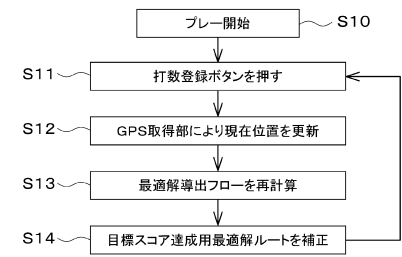 プレー開始 S10
S11 打数登録ボタンを押す
S12 GPS取得部により現在位置を更新
S13 最適解導出フローを再計算
S14 目標スコア達成用最適解ルートを補正